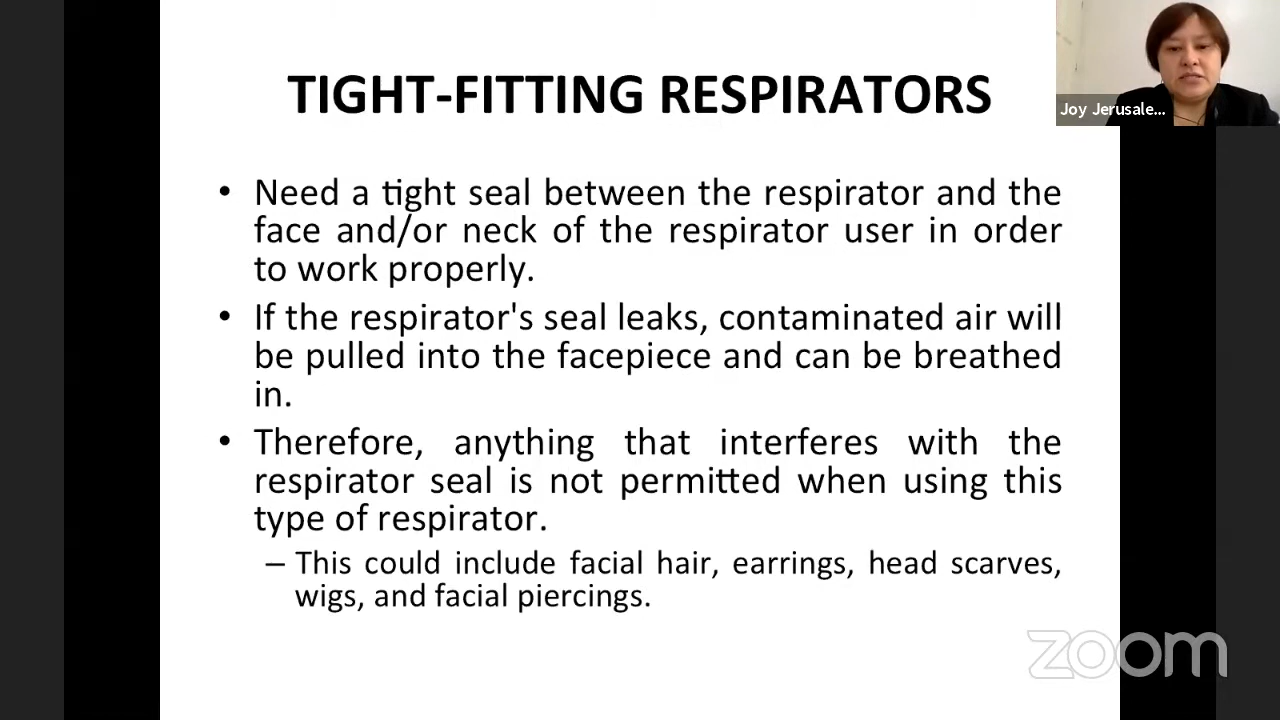 TIGHT-FITTING RESPIRATORS
Joy Jerusale...
• Need a tight seal between the respirator and the
face and/or neck of the respirator user in order
to work properly.
• If the respirator's seal leaks, contaminated air will
be pulled into the facepiece and can be breathed
in.
• Therefore, anything that interferes with the
respirator seal is not permitted when using this
type of respirator.
– This could include facial hair, earrings, head scarves,
wigs, and facial piercings.
zoom